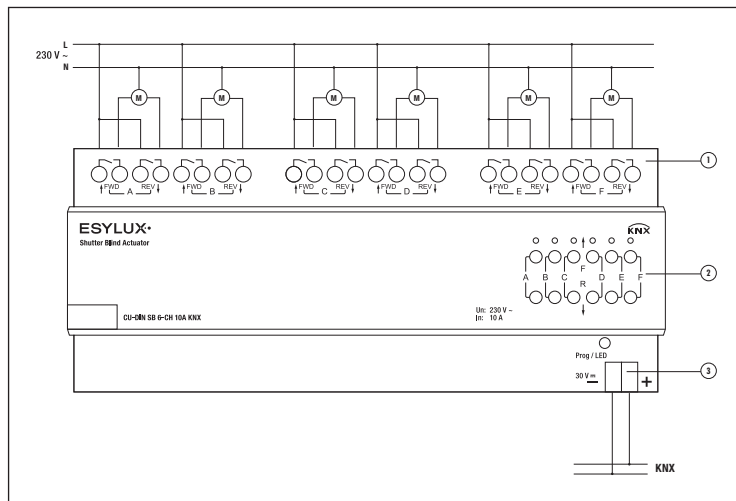 L
230 V ~
N
M M M M M M
1
↑FWD REV↓ ↑FWD REV↓ ↑FWD REV↓ ↑FWD REV↓ ↑FWD REV↓ ↑FWD REV↓
A B C D E F
ESYLUX
KNX
Shutter Blind Actuator
F
A B C D E F
2
R
CU-DIN SB 6-CH 10A KNX
Un: 230 V ~
In: 10 A
Prog / LED
3
30 V ⎓
− +
KNX